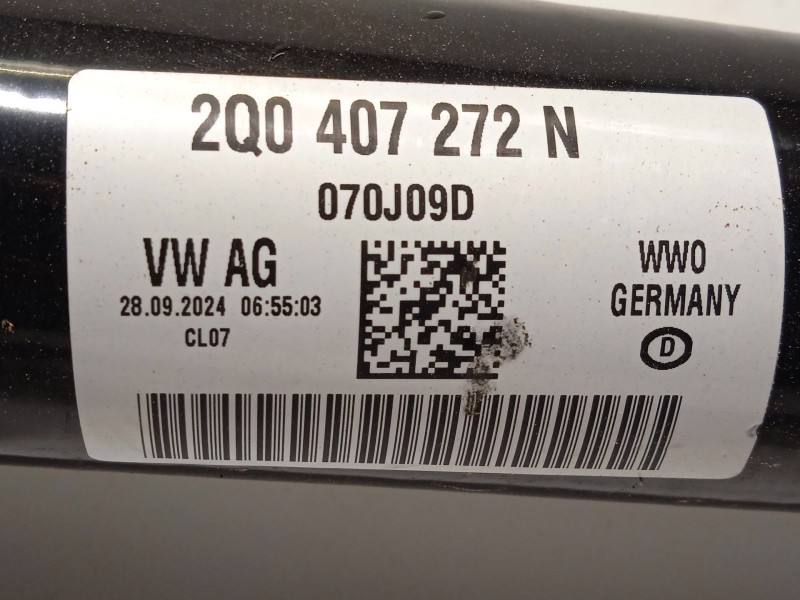 2Q0 407 272 N
070J09D
VW AG
28.09.2024 06:55:03
CL07
WWO
GERMANY
D